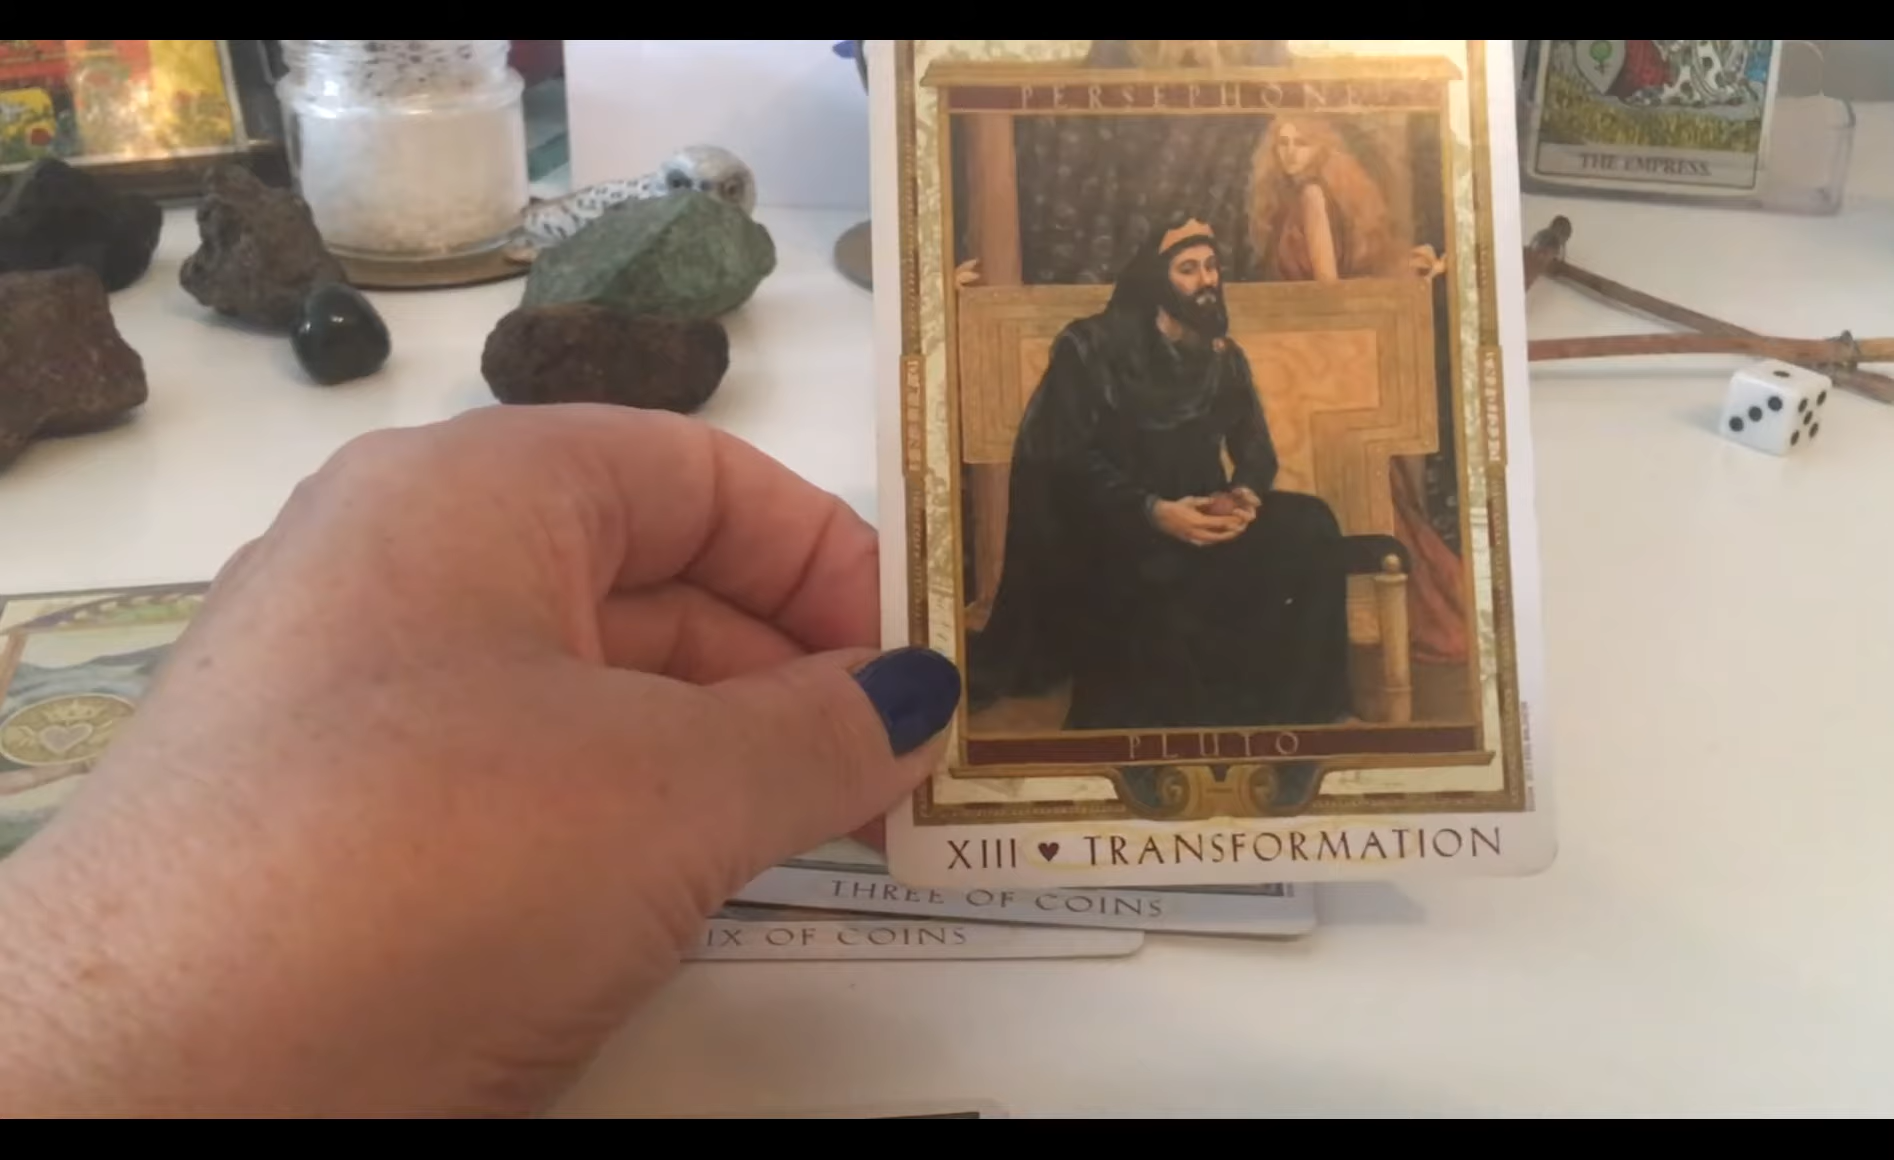 PERSEPHONE
THE EMPRESS
PLUTO
XIII ♥ TRANSFORMATION
THREE OF COINS
IX OF COINS